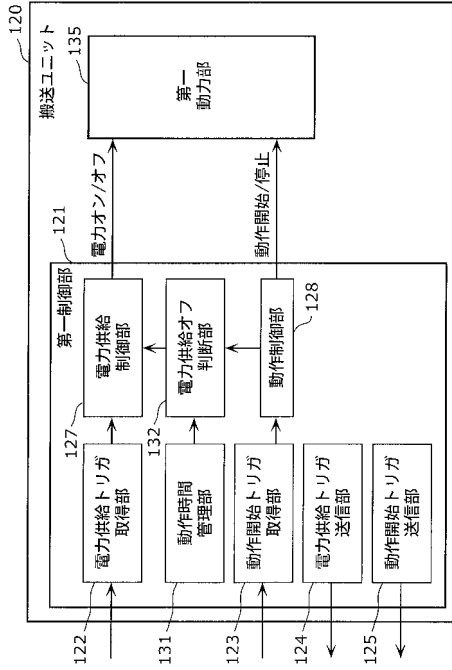 120
搬送ユニット
135
第一
動力部
電力オン/オフ
動作開始/停止
121
第一制御部
127
電力供給
制御部
132
電力供給オフ
判断部
動作制御部
128
122
電力供給トリガ
取得部
131
動作時間
管理部
123
動作開始トリガ
取得部
124
電力供給トリガ
送信部
125
動作開始トリガ
送信部